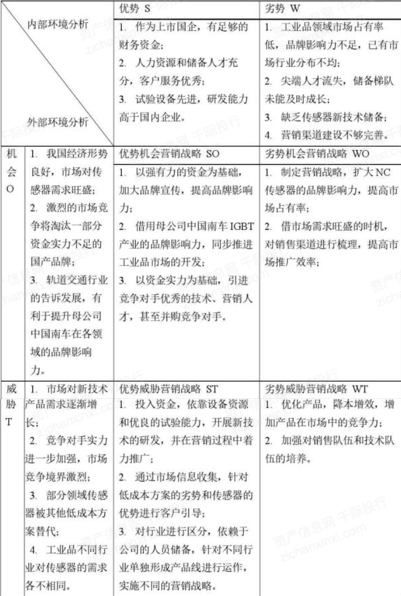 内部环境分析
外部环境分析
优势 S
1. 作为上市国企，有足够的
财务资金；
2. 人力资源和储备人才充
分，客户服务优秀；
3. 试验设备先进，研发能力
高于国内企业。
劣势 W
1. 工业品领域市场占有率
低，品牌影响力不足，已有市
场行业分布不均；
2. 尖端人才流失，储备梯队
未能及时成长；
3. 缺乏传感器新技术储备；
4. 营销渠道建设不够完善。
机
会
O
1. 我国经济形势
良好，市场对传
感器需求旺盛；
2. 激烈的市场竞
争将淘汰一部分
资金实力不足的
国产品牌；
3. 轨道交通行业
的告诉发展，有
利于提升母公司
中国南车在各领
域的品牌影响
力。
优势机会营销战略 SO
1. 以强有力的资金为基础，
加大品牌宣传，提高品牌影响
力；
2. 借用母公司中国南车 IGBT
产业的品牌影响力，同步推进
工业品市场的开发；
3. 以资金实力为基础，引进
竞争对手优秀的技术、营销人
才，甚至并购竞争对手。
劣势机会营销战略 WO
1. 制定营销战略，扩大 NC
传感器的品牌影响力，提高市
场占有率；
2. 借市场需求旺盛的时机，
对销售渠道进行梳理，提高市
场推广效率；
威
胁
T
1. 市场对新技术
产品需求逐渐增
长；
2. 竞争对手实力
进一步加强，市场
竞争境界激烈；
3. 部分领域传感
器被其他低成本方
案替代；
4. 工业品不同行
业对传感器的需求
各不相同。
优势威胁营销战略 ST
1. 投入资金，依靠设备资源
和优良的试验能力，开展新技
术的研发，并在营销过程中着
力推广；
2. 通过市场信息收集，针对
低成本方案的劣势和传感器的
优势进行客户引导；
3. 对行业进行区分，依赖于
公司的人员储备，针对不同行
业单独形成产品线进行运作，
实施不同的营销战略。
劣势威胁营销战略 WT
1. 优化产品，降本增效，增
加产品在市场中的竞争力；
2. 加强对销售队伍和技术队
伍的培养。